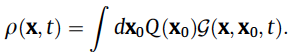 ρ(𝐱, t) = ∫ d𝐱₀Q(𝐱₀)𝒢(𝐱, 𝐱₀, t).